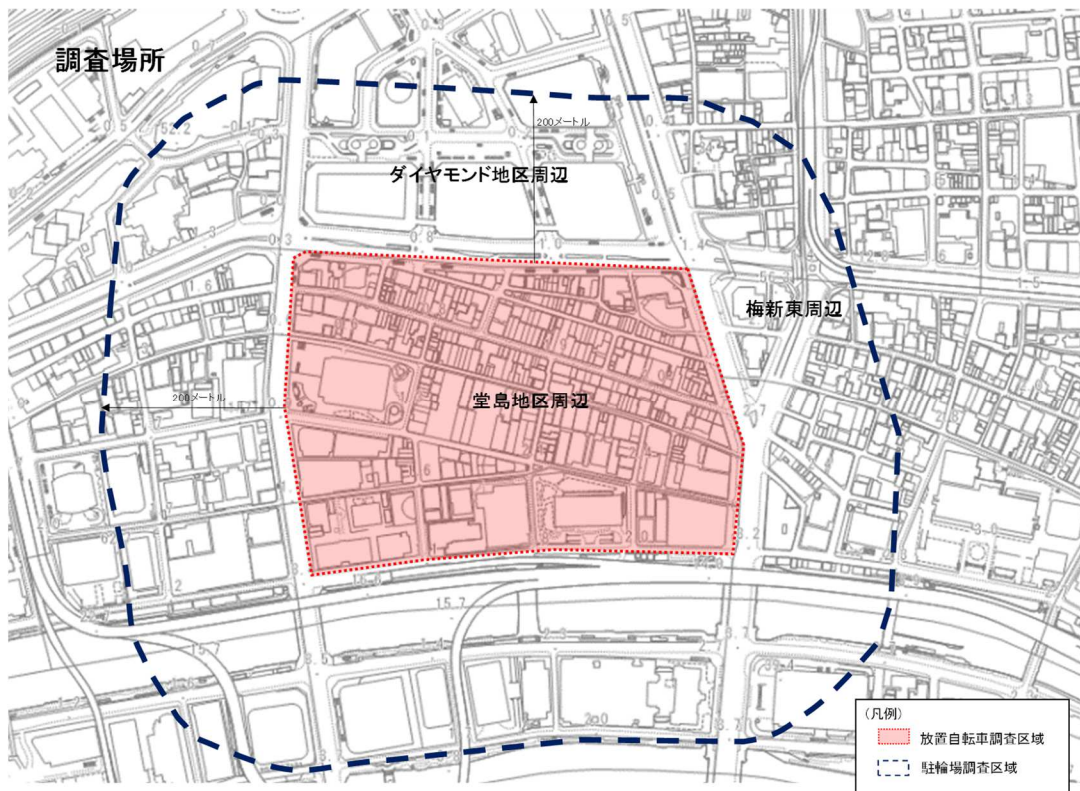 調査場所
200メートル
ダイヤモンド地区周辺
梅新東周辺
200メートル
堂島地区周辺
15.7
(凡例)
放置自転車調査区域
駐輪場調査区域